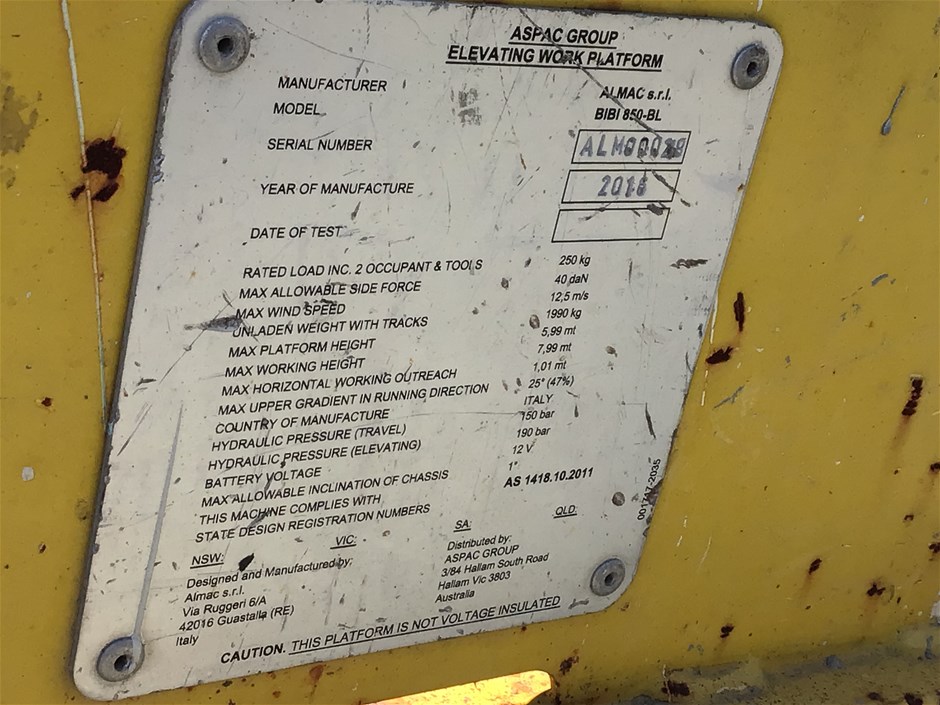 ASPAC GROUP
ELEVATING WORK PLATFORM
MANUFACTURER ALMAC s.r.l.
MODEL BIBI 850-BL
SERIAL NUMBER
YEAR OF MANUFACTURE 2018
DATE OF TEST
RATED LOAD INC. 2 OCCUPANT & TOOLS 250 kg
MAX ALLOWABLE SIDE FORCE 40 daN
MAX WIND SPEED 12,5 m/s
UNLADEN WEIGHT WITH TRACKS 1990 kg
MAX PLATFORM HEIGHT 5,99 mt
MAX WORKING HEIGHT 7,99 mt
MAX HORIZONTAL WORKING OUTREACH 1,01 mt
MAX UPPER GRADIENT IN RUNNING DIRECTION 25° (47%)
COUNTRY OF MANUFACTURE ITALY
HYDRAULIC PRESSURE (TRAVEL) 150 bar
HYDRAULIC PRESSURE (ELEVATING) 190 bar
BATTERY VOLTAGE 12 V
MAX ALLOWABLE INCLINATION OF CHASSIS 1°
THIS MACHINE COMPLIES WITH AS 1418.10.2011
STATE DESIGN REGISTRATION NUMBERS
NSW: VIC: SA: QLD:
Designed and Manufactured by:
Almac s.r.l.
Via Ruggeri 6/A
42016 Guastalla (RE)
Italy
Distributed by:
ASPAC GROUP
3/84 Hallam South Road
Hallam Vic 3803
Australia
CAUTION. THIS PLATFORM IS NOT VOLTAGE INSULATED